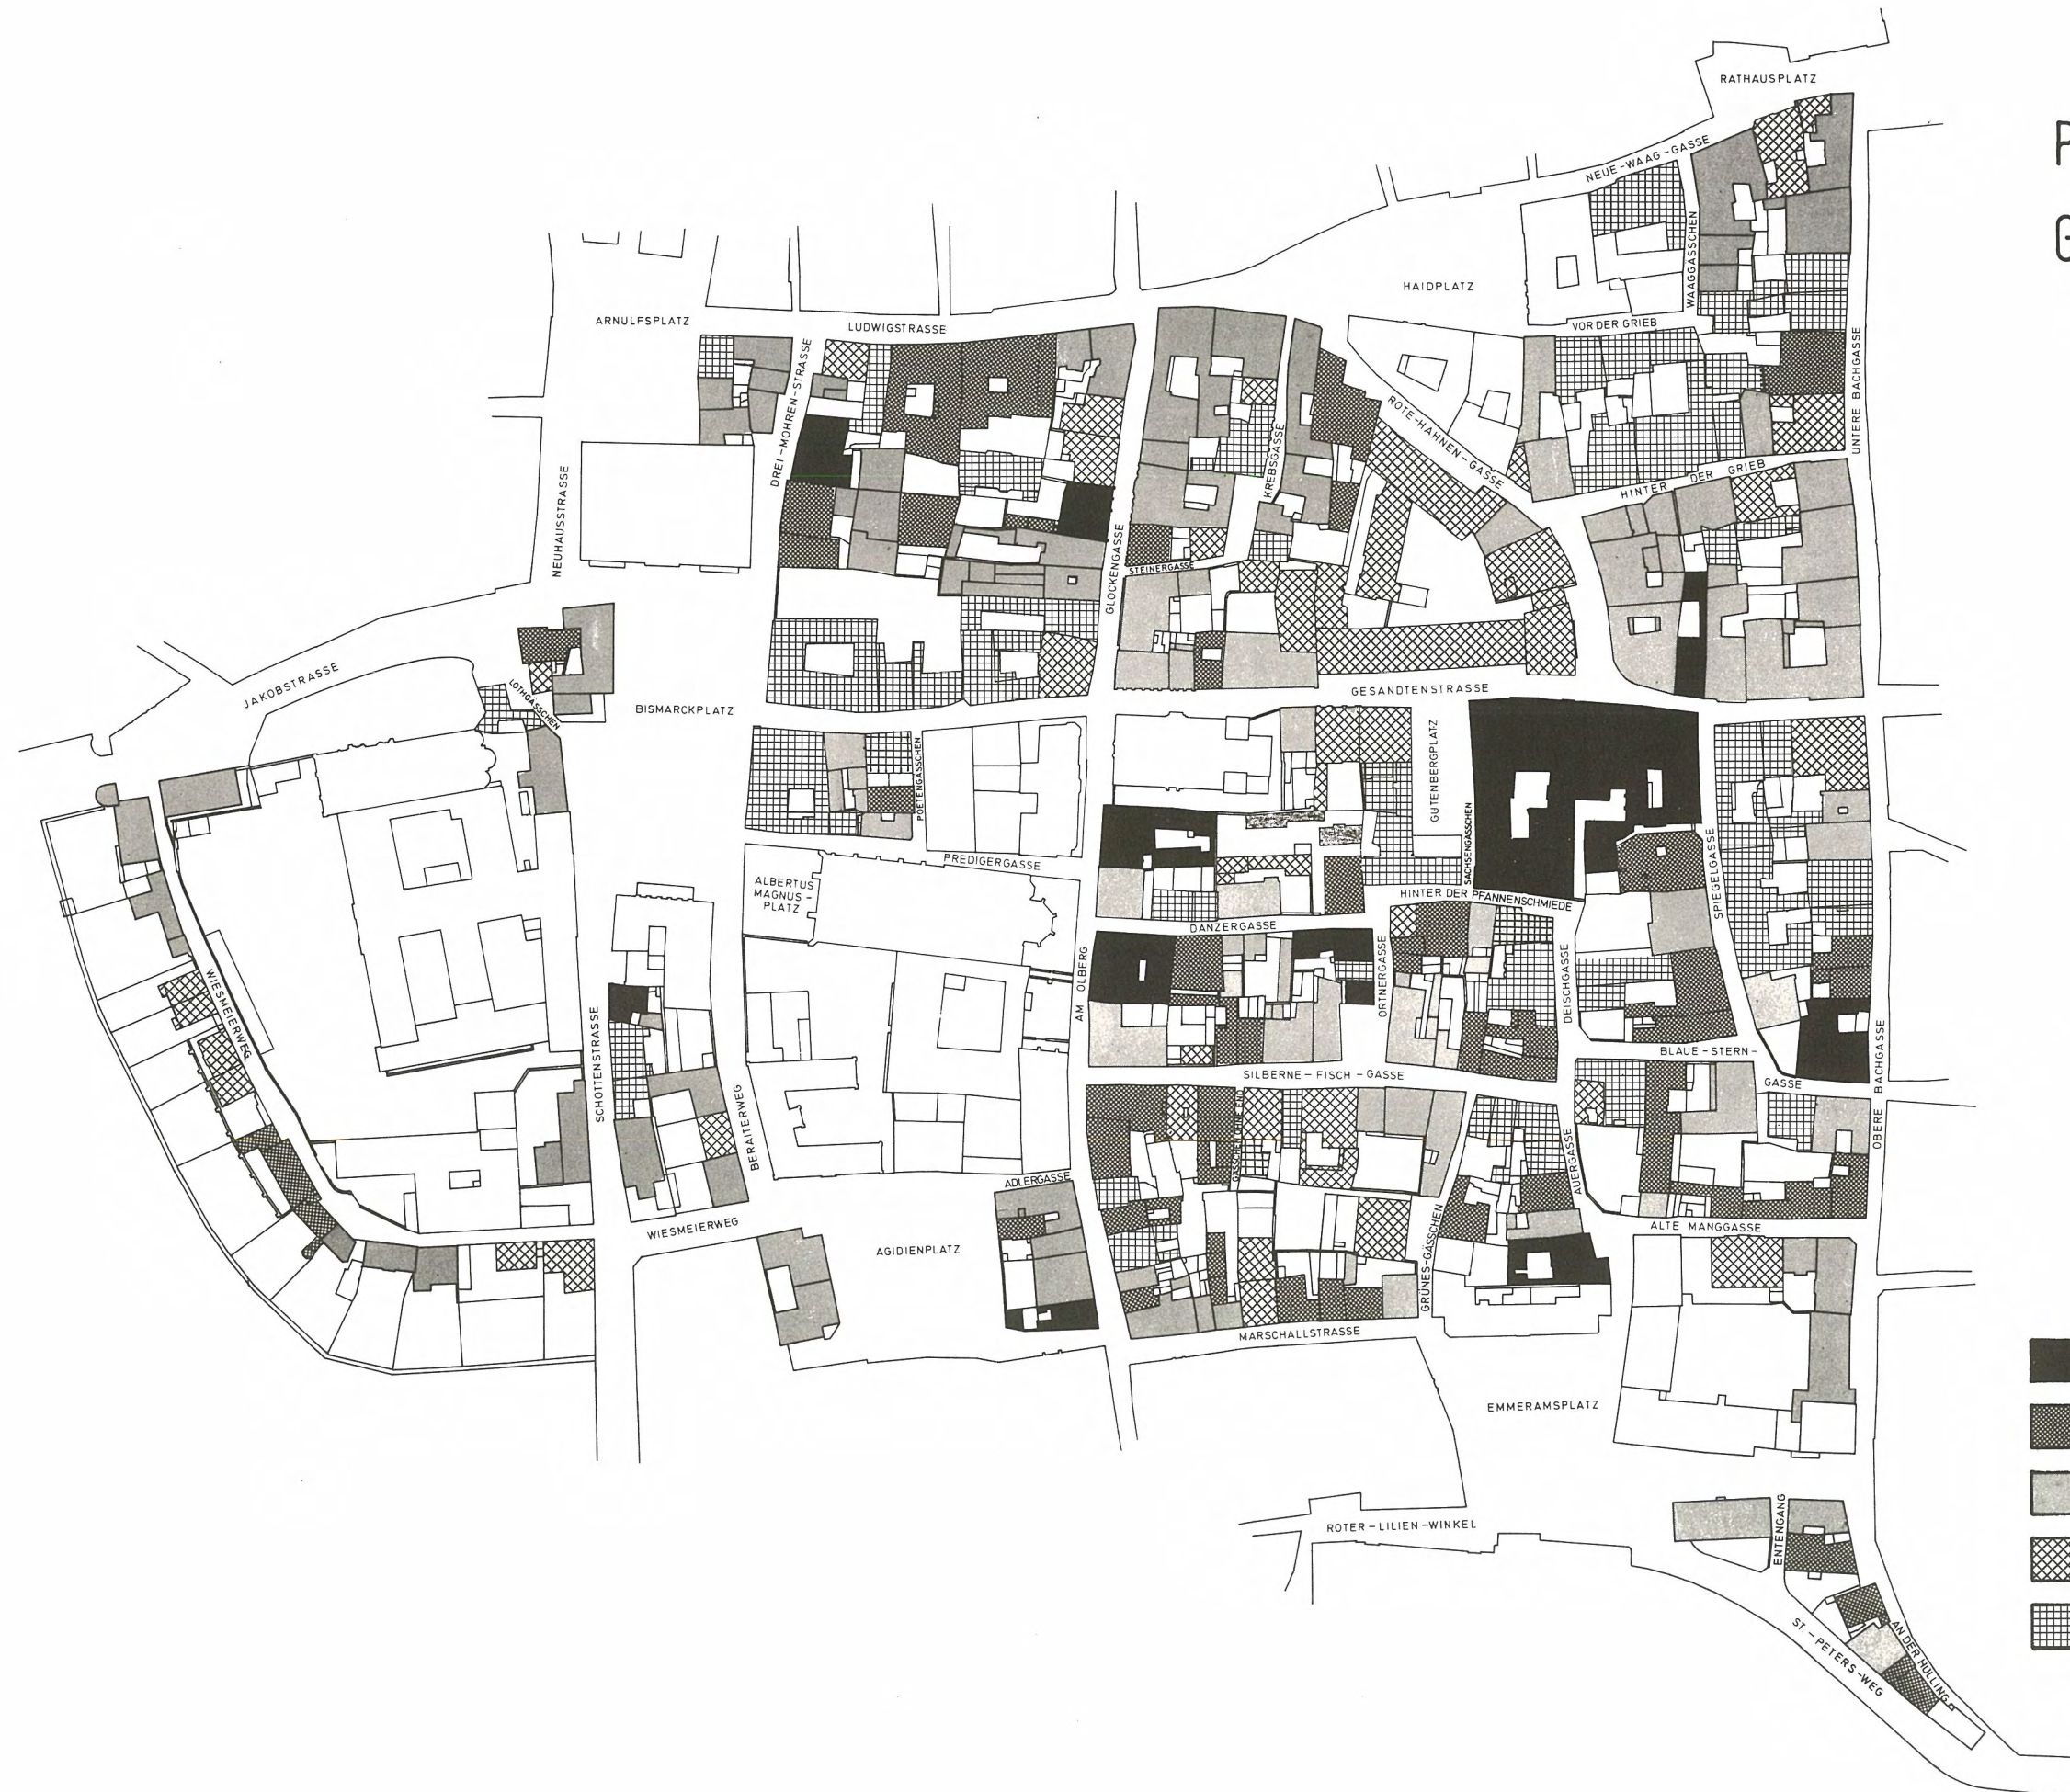 RATHAUSPLATZ
P
NEUE-WAAG-GASSE
G
WAAGGÄSSCHEN
HAIDPLATZ
ARNULFSPLATZ
LUDWIGSTRASSE
VOR DER GRIEB
DREI-MOHREN-STRASSE
UNTERE BACHGASSE
ROTE-HAHNEN-GASSE
KREBSGASSE
HINTER DER GRIEB
NEUHAUSSTRASSE
GLOCKENGASSE
STEINERGASSE
JAKOBSTRASSE
LOTHGÄSSCHEN
BISMARCKPLATZ
GESANDTENSTRASSE
POETENGÄSSCHEN
GUTENBERGPLATZ
SACHSENGÄSSCHEN
SPIEGELGASSE
PREDIGERGASSE
ALBERTUS
MAGNUS-
PLATZ
HINTER DER PFANNENSCHMIEDE
DANZERGASSE
AM ÖLBERG
ORTNERGASSE
DEISCHGASSE
WIESMEIERWEG
SCHOTTENSTRASSE
BLAUE-STERN-
GASSE
OBERE BACHGASSE
SILBERNE-FISCH-GASSE
BERAITERWEG
GÄSSCHEN OHNE END
AUERGASSE
ADLERGASSE
ALTE MANGGASSE
WIESMEIERWEG
ÄGIDIENPLATZ
GRÜNES-GÄSSCHEN
MARSCHALLSTRASSE
EMMERAMSPLATZ
ROTER-LILIEN-WINKEL
ENTENGANG
ST-PETERS-WEG
AN DER HÜLLING